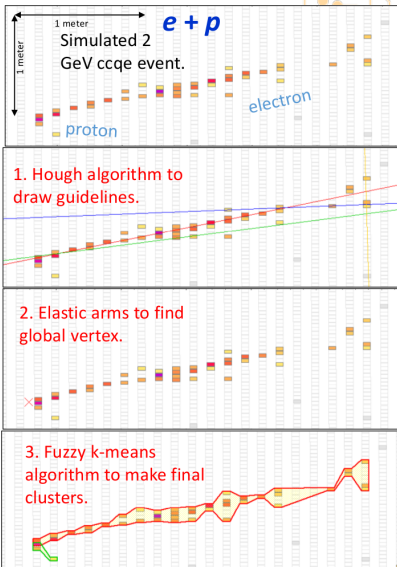 1 meter
e + p
1 meter
Simulated 2
GeV ccqe event.
electron
proton
1. Hough algorithm to
draw guidelines.
2. Elastic arms to find
global vertex.
3. Fuzzy k-means
algorithm to make final
clusters.